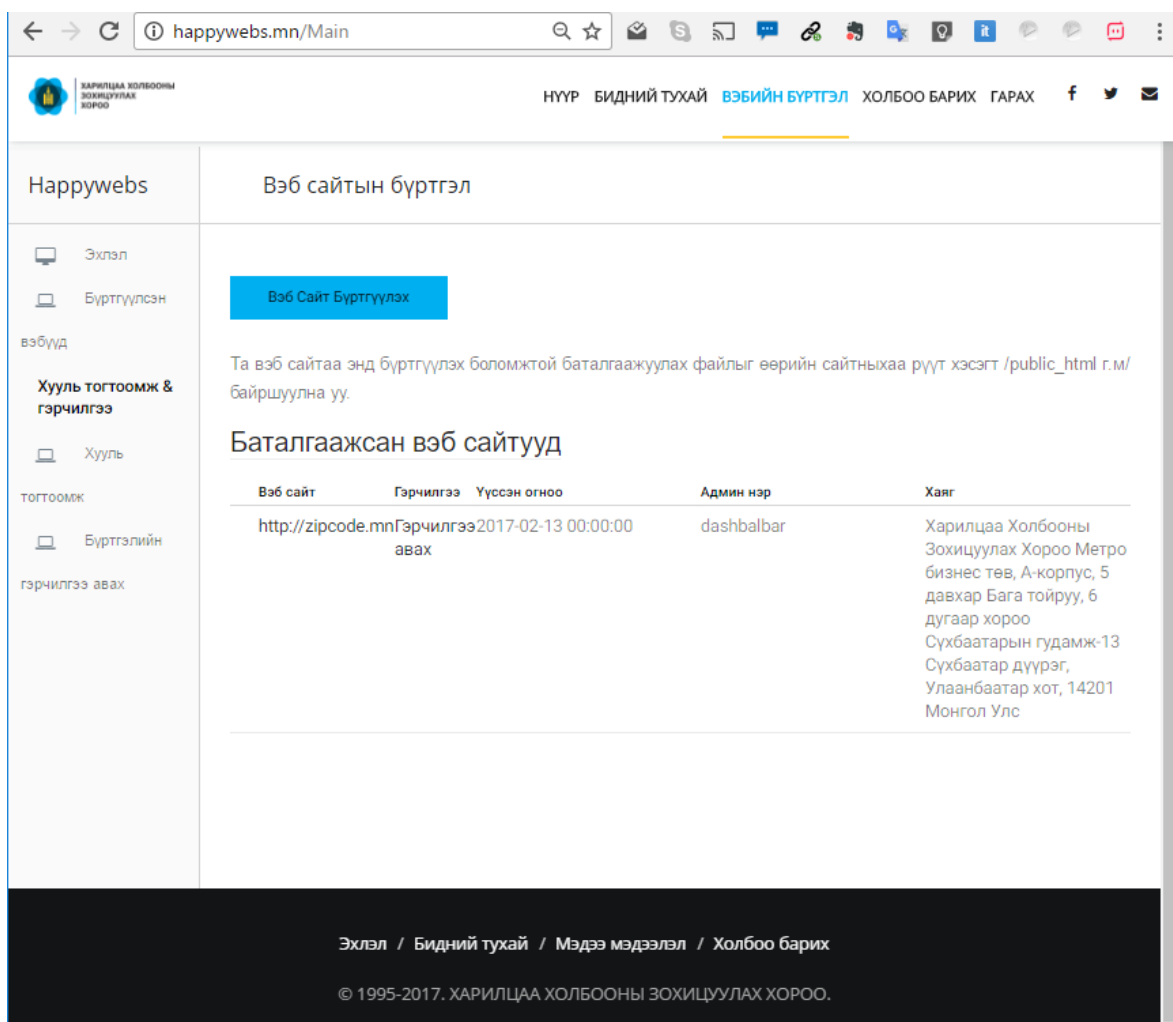 happywebs.mn/Main
ХАРИЛЦАА ХОЛБООНЫ
ЗОХИЦУУЛАХ
ХОРОО
НҮҮР БИДНИЙ ТУХАЙ ВЭБИЙН БҮРТГЭЛ ХОЛБОО БАРИХ ГАРАХ
Happywebs
Вэб сайтын бүртгэл
Эхлэл
Бүртгүүлсэн
вэбүүд
Хууль тогтоомж &
гэрчилгээ
Хууль
тогтоомж
Бүртгэлийн
гэрчилгээ авах
Вэб Сайт Бүртгүүлэх
Та вэб сайтаа энд бүртгүүлэх боломжтой баталгаажуулах файлыг өөрийн сайтныхаа рүүт хэсэгт /public_html г.м/
байршуулна уу.
Баталгаажсан вэб сайтууд
Вэб сайт Гэрчилгээ Үүссэн огноо Админ нэр Хаяг
http://zipcode.mn Гэрчилгээ 2017-02-13 00:00:00 dashbalbar Харилцаа Холбооны
авах Зохицуулах Хороо Метро
бизнес төв, А-корпус, 5
давхар Бага тойруу, 6
дугаар хороо
Сүхбаатарын гудамж-13
Сүхбаатар дүүрэг,
Улаанбаатар хот, 14201
Монгол Улс
Эхлэл / Бидний тухай / Мэдээ мэдээлэл / Холбоо барих
© 1995-2017. ХАРИЛЦАА ХОЛБООНЫ ЗОХИЦУУЛАХ ХОРОО.